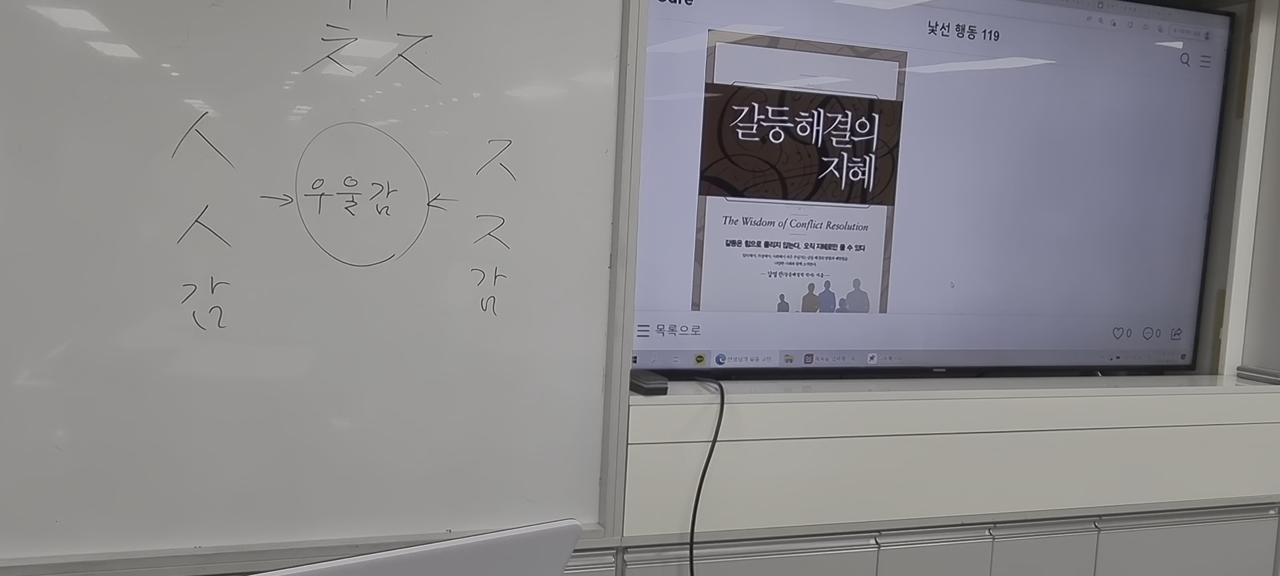 ㅊ ㅈ
ㅅ
ㅅ
감
우울감
ㅈ
ㅈ
감
낯선 행동 119
갈등 해결의
지혜
The Wisdom of Conflict Resolution
갈등은 힘으로 풀리지 않는다, 오직 지혜로만 풀 수 있다
목록으로
0
0